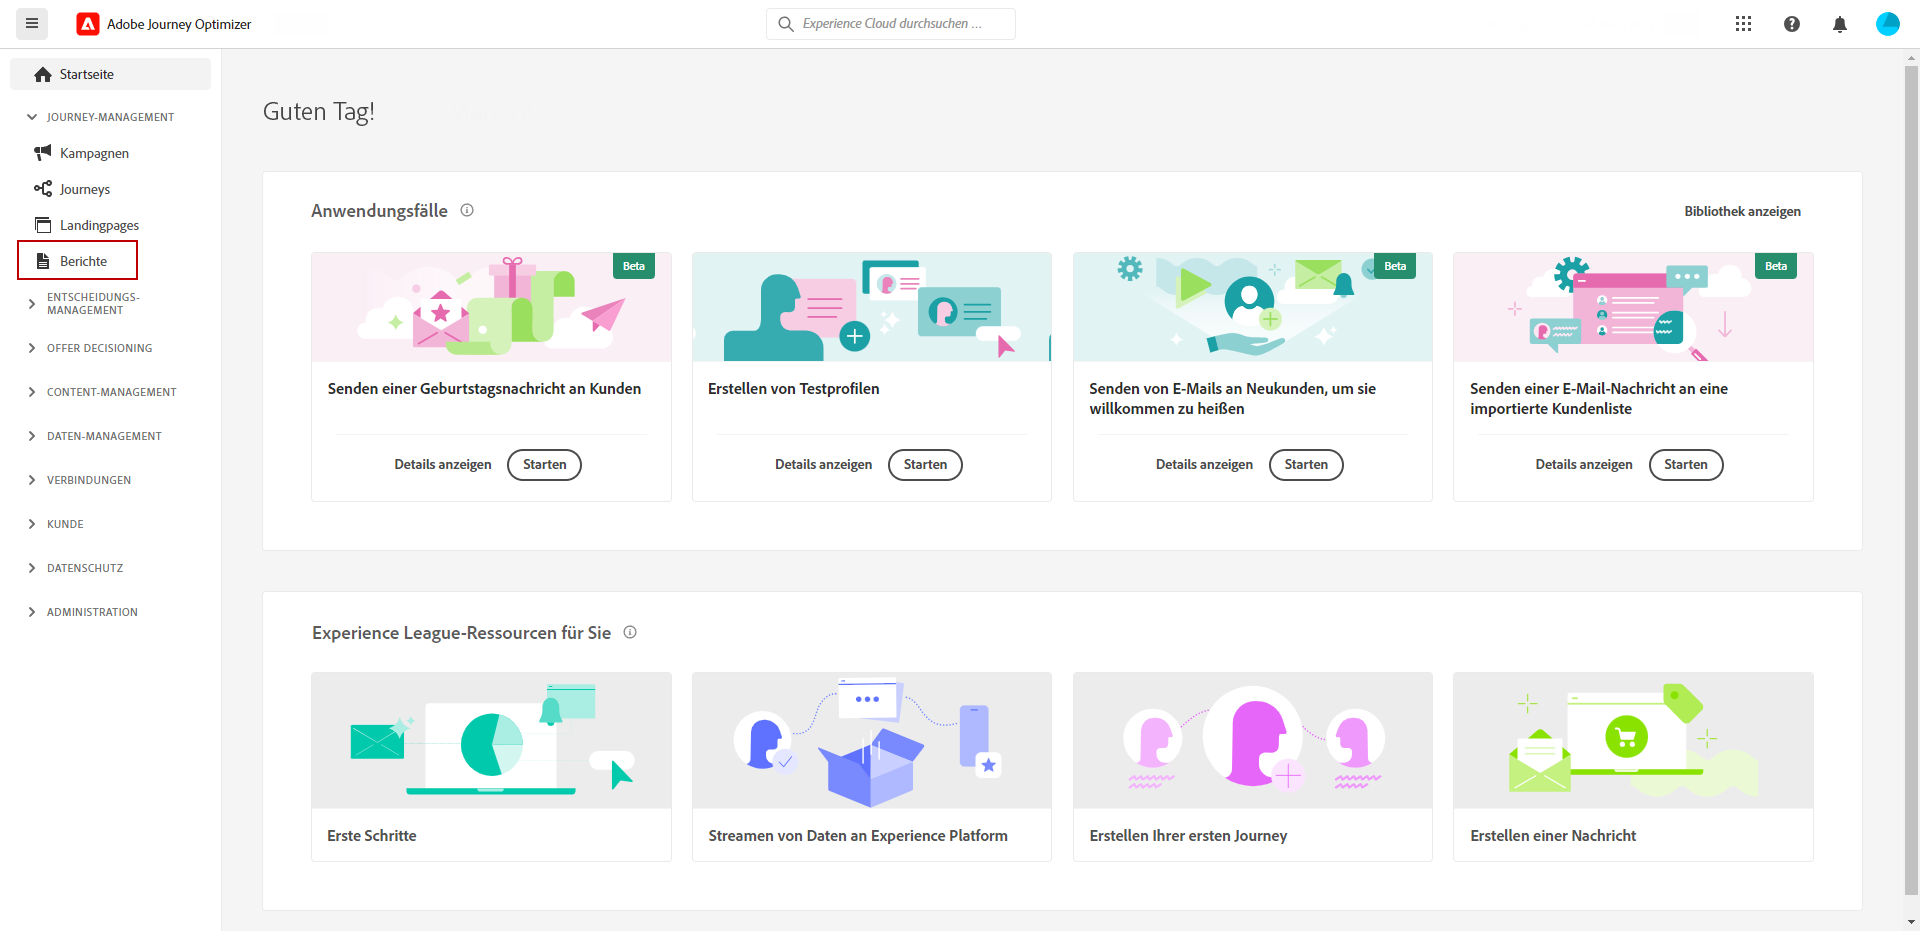 Adobe Journey Optimizer
Experience Cloud durchsuchen ...
Startseite
JOURNEY-MANAGEMENT
Kampagnen
Journeys
Landingpages
Berichte
ENTSCHEIDUNGS-
MANAGEMENT
OFFER DECISIONING
CONTENT-MANAGEMENT
DATEN-MANAGEMENT
VERBINDUNGEN
KUNDE
DATENSCHUTZ
ADMINISTRATION
Guten Tag!
Anwendungsfälle
Bibliothek anzeigen
Beta
Senden einer Geburtstagsnachricht an Kunden
Details anzeigen
Starten
Erstellen von Testprofilen
Details anzeigen
Starten
Beta
Senden von E-Mails an Neukunden, um sie
willkommen zu heißen
Details anzeigen
Starten
Beta
Senden einer E-Mail-Nachricht an eine
importierte Kundenliste
Details anzeigen
Starten
Experience League-Ressourcen für Sie
Erste Schritte
Streamen von Daten an Experience Platform
Erstellen Ihrer ersten Journey
Erstellen einer Nachricht